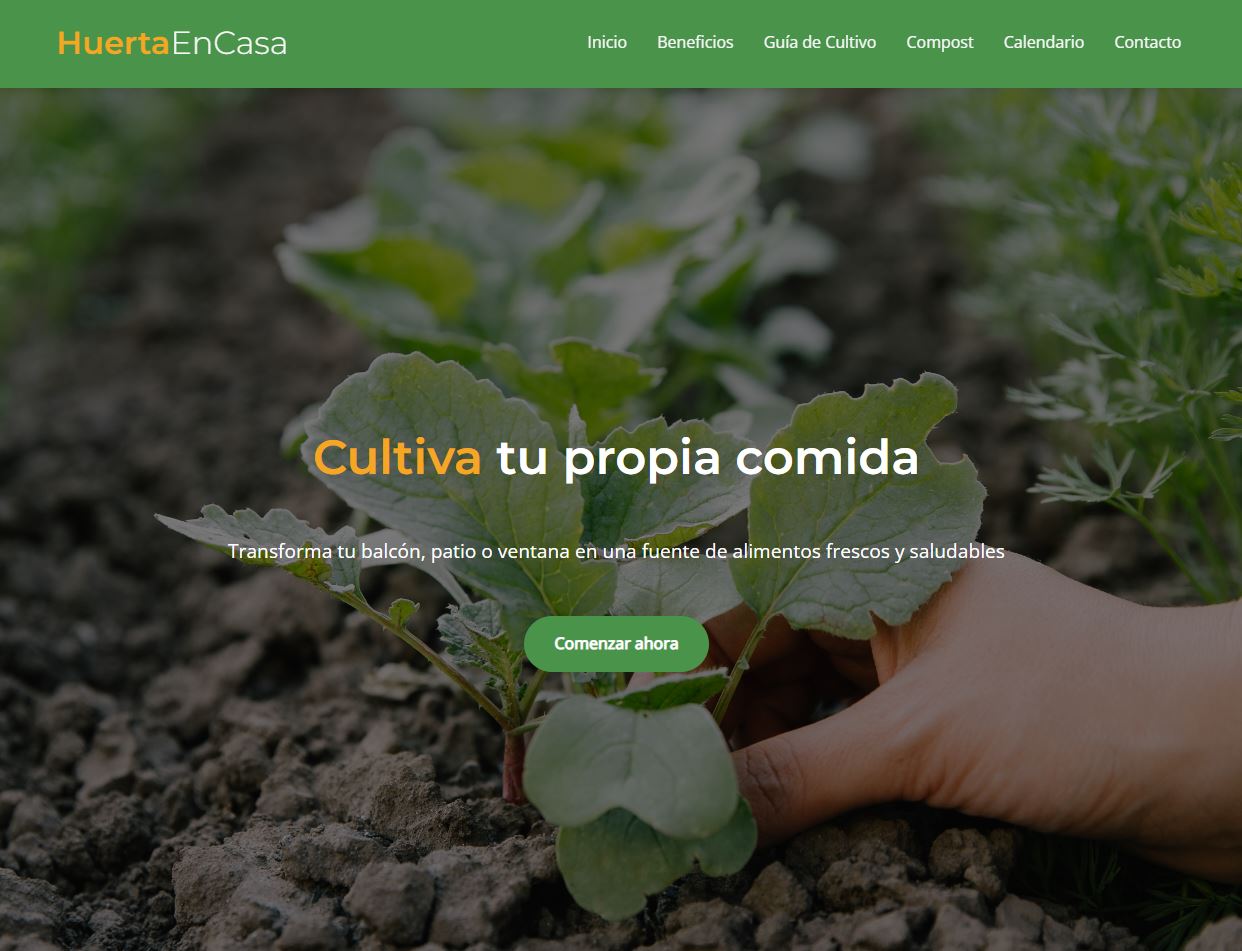 HuertaEnCasa
Inicio Beneficios Guía de Cultivo Compost Calendario Contacto
Cultiva tu propia comida
Transforma tu balcón, patio o ventana en una fuente de alimentos frescos y saludables
Comenzar ahora